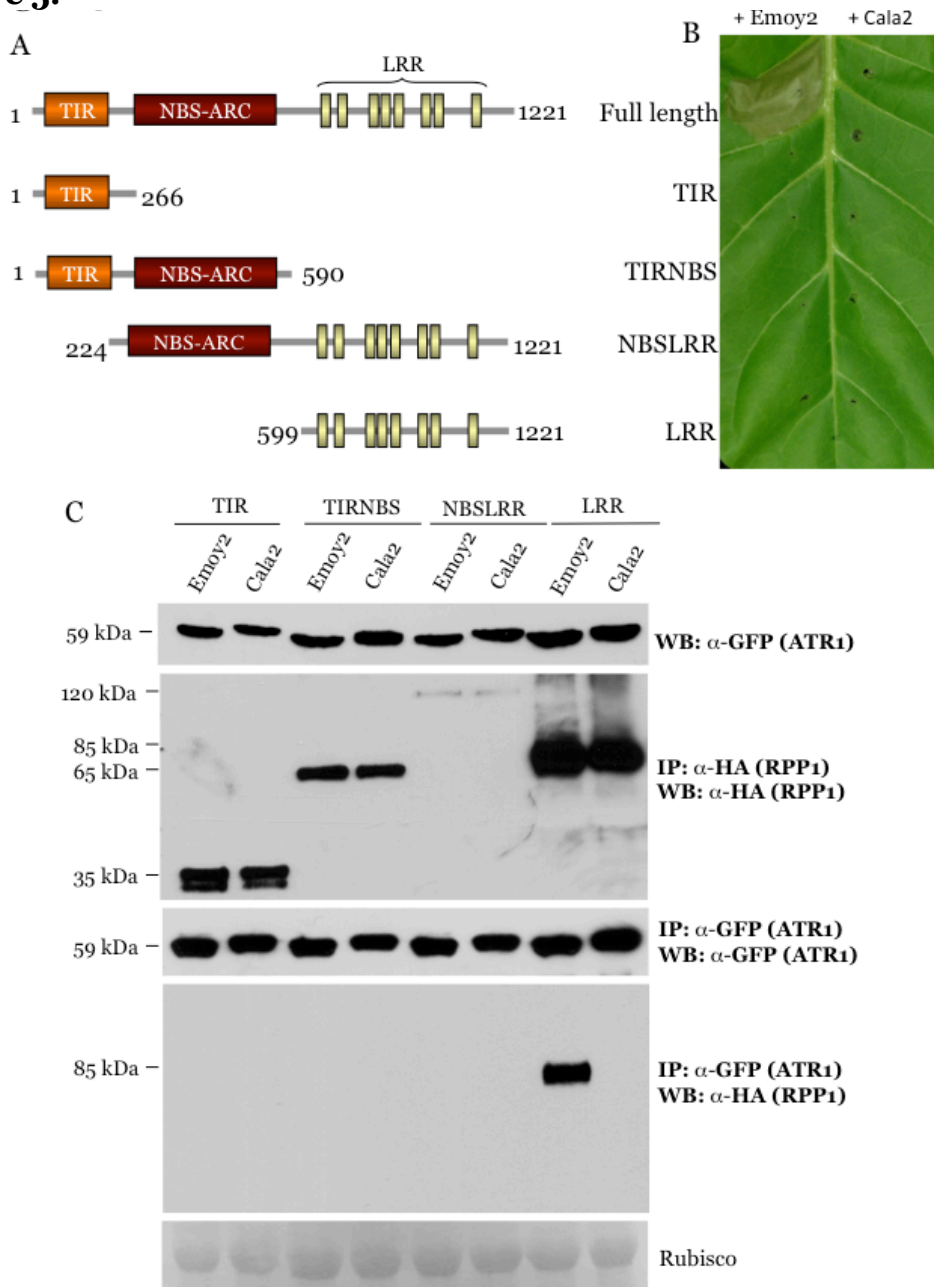 A
LRR
1 TIR NBS-ARC 1221
1 TIR 266
1 TIR NBS-ARC 590
224 NBS-ARC 1221
599 1221
B
+ Emoy2 + Cala2
Full length
TIR
TIRNBS
NBSLRR
LRR
C
TIR TIRNBS NBSLRR LRR
Emoy2 Cala2 Emoy2 Cala2 Emoy2 Cala2 Emoy2 Cala2
59 kDa
WB: α-GFP (ATR1)
120 kDa
85 kDa
65 kDa
35 kDa
IP: α-HA (RPP1)
WB: α-HA (RPP1)
59 kDa
IP: α-GFP (ATR1)
WB: α-GFP (ATR1)
85 kDa
IP: α-GFP (ATR1)
WB: α-HA (RPP1)
Rubisco